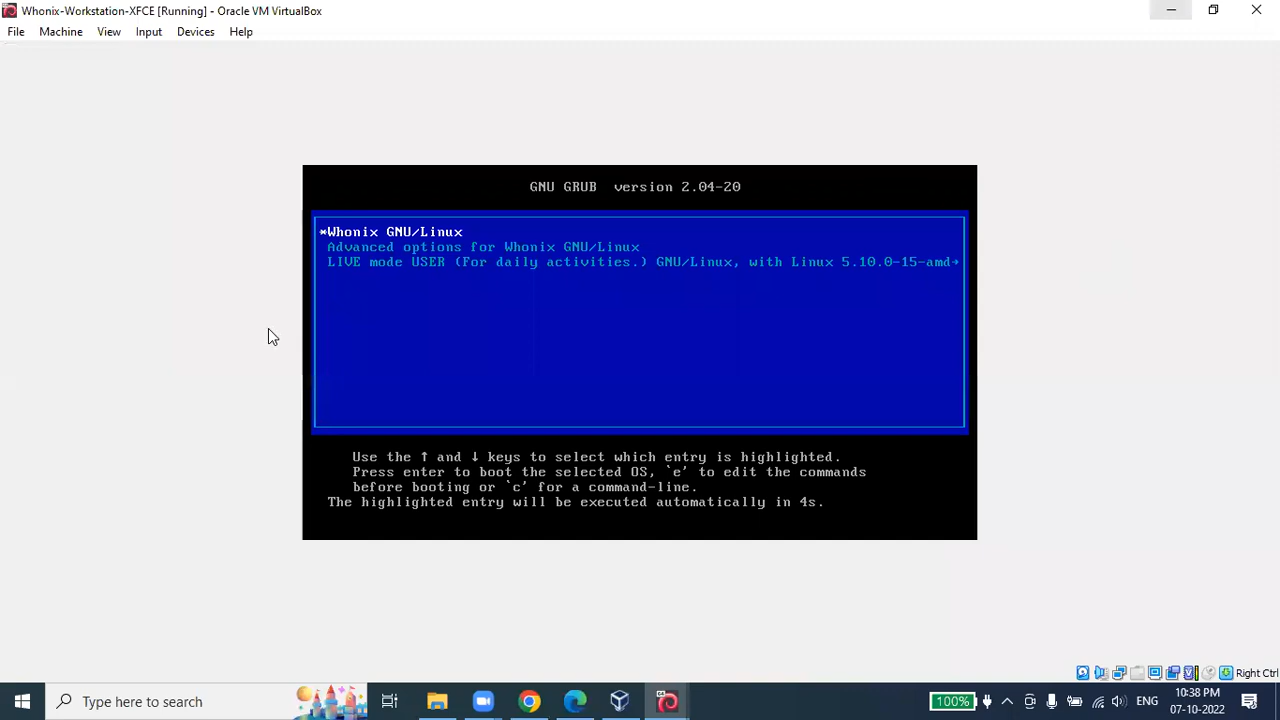 Whonix-Workstation-XFCE [Running] - Oracle VM VirtualBox
File Machine View Input Devices Help
GNU GRUB version 2.04-20
*Whonix GNU/Linux
Advanced options for Whonix GNU/Linux
LIVE mode USER (For daily activities.) GNU/Linux, with Linux 5.10.0-15-amd→
Use the ↑ and ↓ keys to select which entry is highlighted.
Press enter to boot the selected OS, `e' to edit the commands
before booting or `c' for a command-line.
The highlighted entry will be executed automatically in 4s.
Right Ctrl
Type here to search
100%
ENG
10:38 PM
07-10-2022